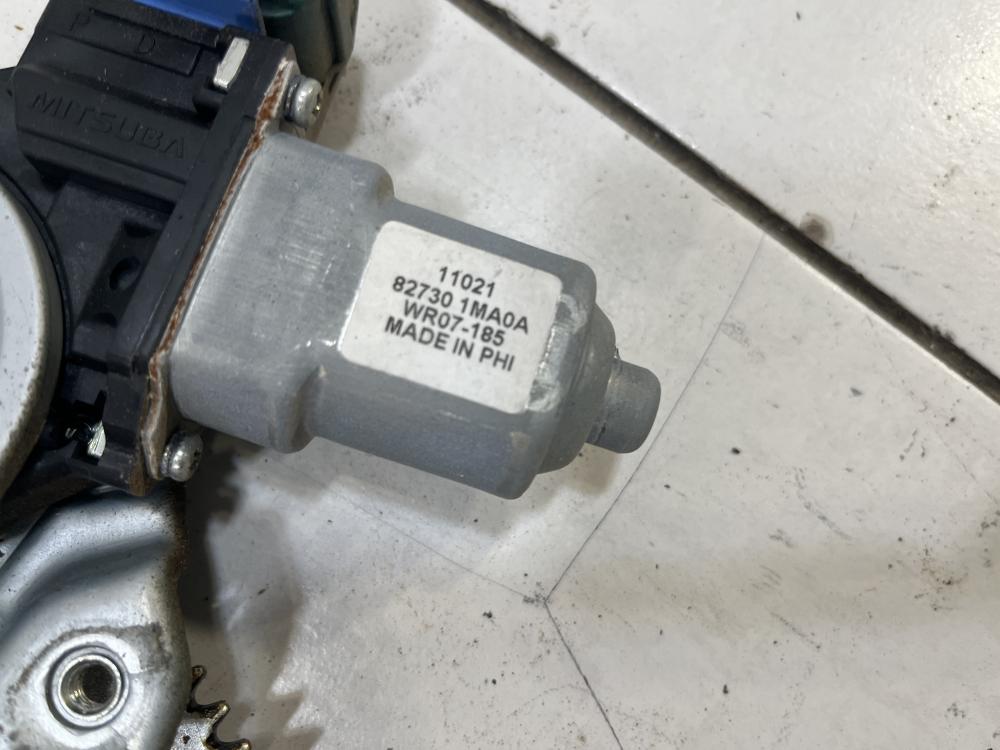 P D
MITSUBA
11021
82730 1MA0A
WR07-185
MADE IN PHI